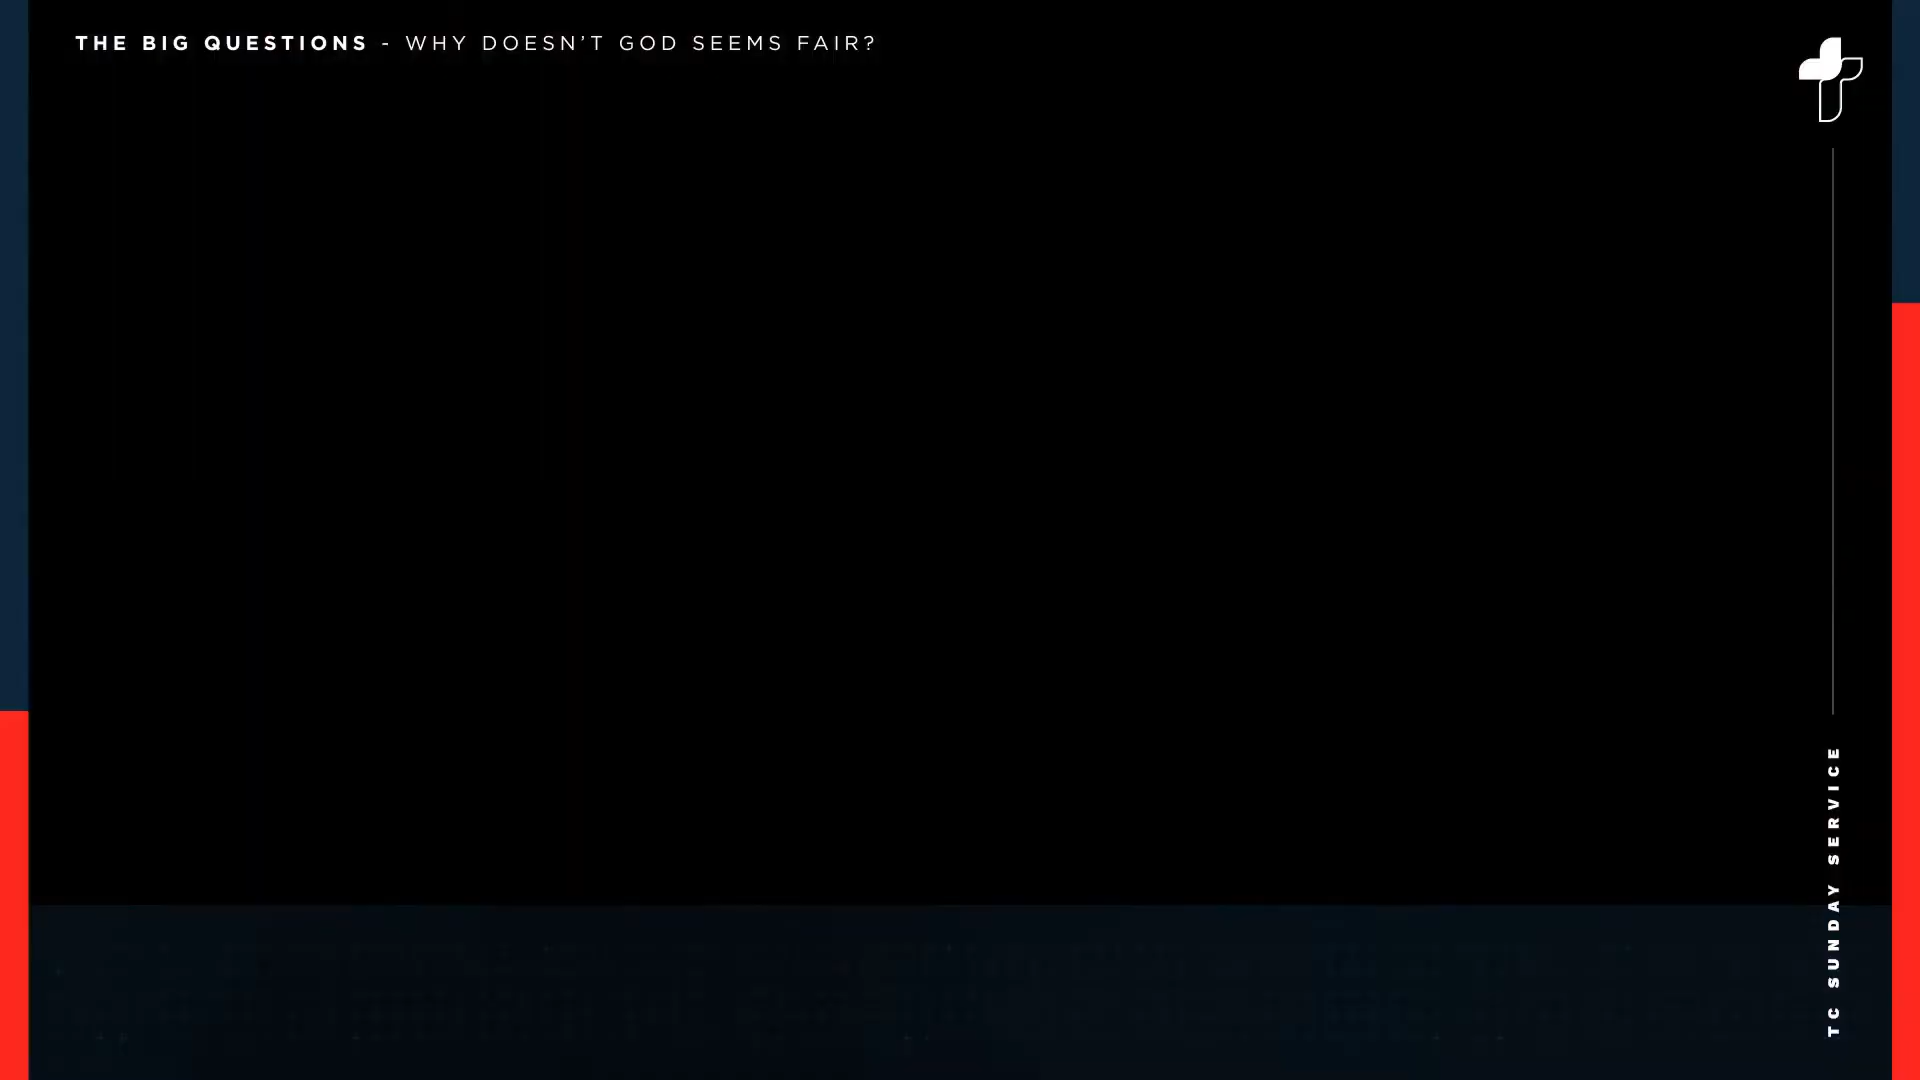 THE BIG QUESTIONS - WHY DOESN’T GOD SEEMS FAIR?
TC SUNDAY SERVICE